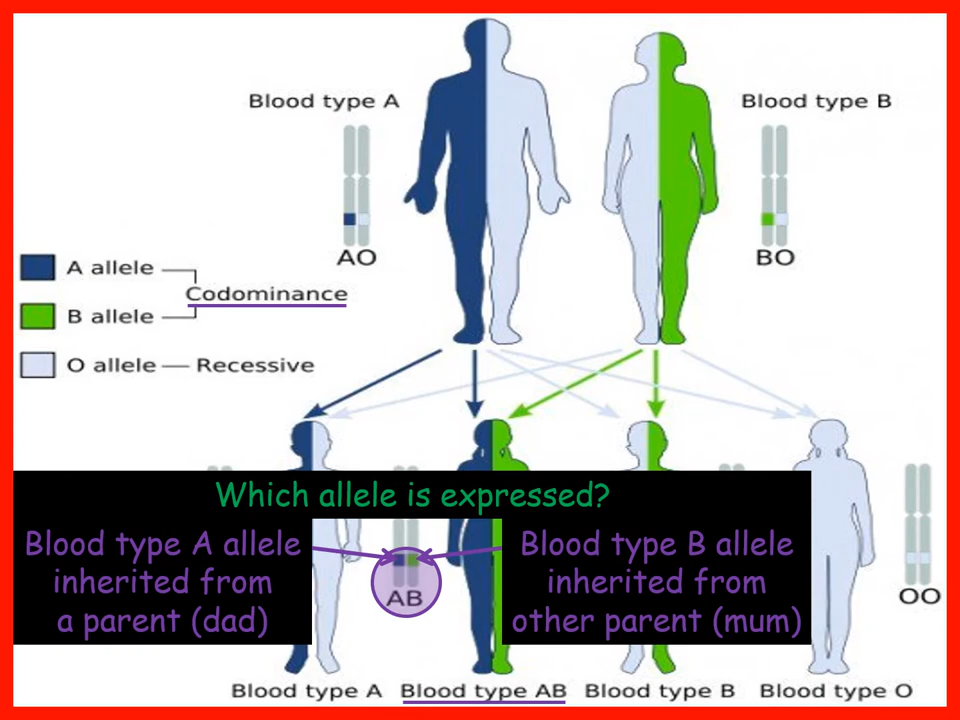 Blood type A
Blood type B
AO
BO
A allele
Codominance
B allele
O allele — Recessive
Which allele is expressed?
Blood type A allele
inherited from
a parent (dad)
Blood type B allele
inherited from
other parent (mum)
AB
OO
Blood type A
Blood type AB
Blood type B
Blood type O